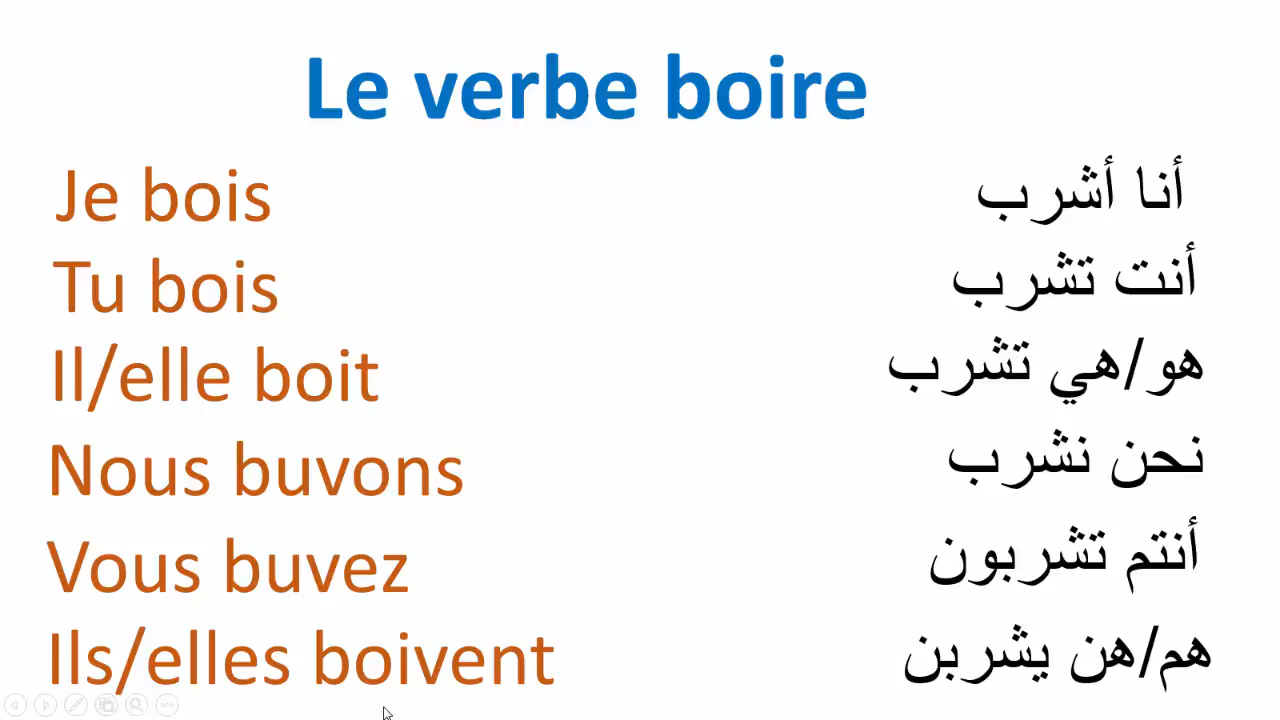 Le verbe boire
Je bois أنا أشرب
Tu bois أنت تشرب
Il/elle boit هو/هي تشرب
Nous buvons نحن نشرب
Vous buvez أنتم تشربون
Ils/elles boivent هم/هن يشربن